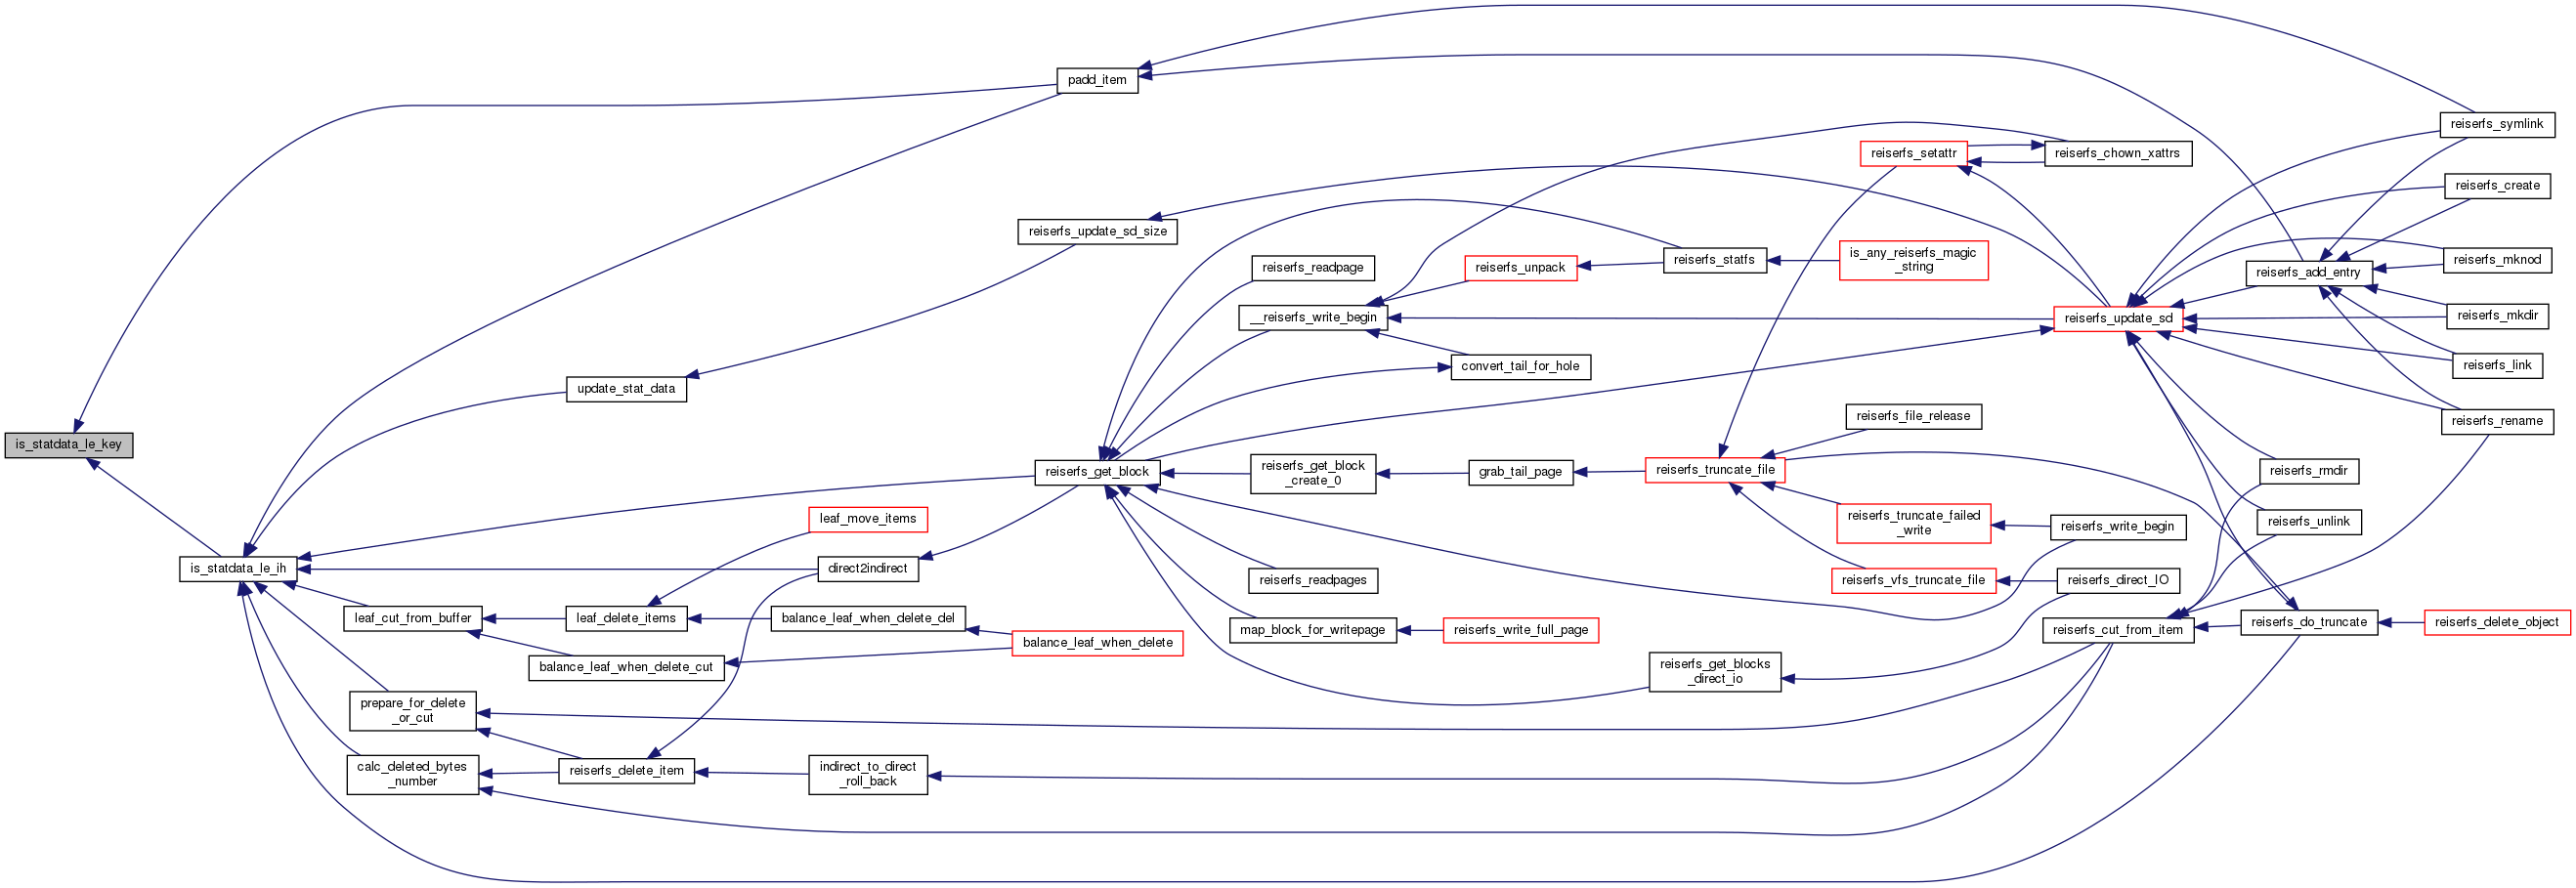 padd_item
reiserfs_symlink
reiserfs_setattr
reiserfs_chown_xattrs
reiserfs_create
reiserfs_update_sd_size
reiserfs_readpage
reiserfs_unpack
reiserfs_statfs
is_any_reiserfs_magic
_string
reiserfs_add_entry
reiserfs_mknod
__reiserfs_write_begin
reiserfs_update_sd
reiserfs_mkdir
convert_tail_for_hole
reiserfs_link
update_stat_data
reiserfs_file_release
reiserfs_rename
is_statdata_le_key
reiserfs_get_block
reiserfs_get_block
_create_0
grab_tail_page
reiserfs_truncate_file
reiserfs_rmdir
leaf_move_items
reiserfs_truncate_failed
_write
reiserfs_write_begin
reiserfs_unlink
is_statdata_le_ih
direct2indirect
reiserfs_readpages
reiserfs_vfs_truncate_file
reiserfs_direct_IO
leaf_cut_from_buffer
leaf_delete_items
balance_leaf_when_delete_del
map_block_for_writepage
reiserfs_write_full_page
reiserfs_cut_from_item
reiserfs_do_truncate
reiserfs_delete_object
balance_leaf_when_delete
balance_leaf_when_delete_cut
reiserfs_get_blocks
_direct_io
prepare_for_delete
_or_cut
calc_deleted_bytes
_number
reiserfs_delete_item
indirect_to_direct
_roll_back